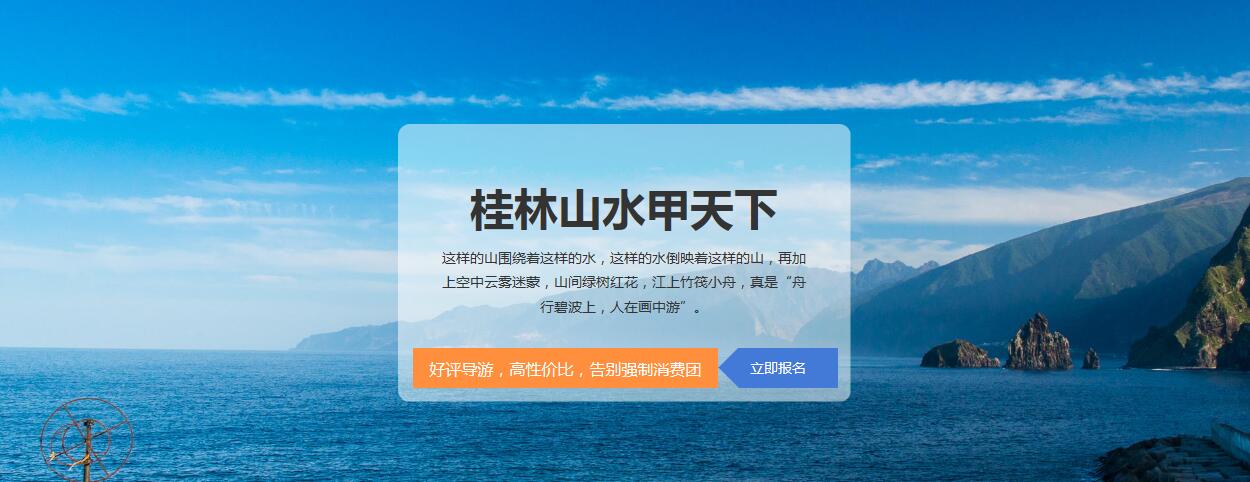 桂林山水甲天下
这样的山围绕着这样的水，这样的水倒映着这样的山，再加
上空中云雾迷蒙，山间绿树红花，江上竹筏小舟，真是“舟
行碧波上，人在画中游”。
好评导游，高性价比，告别强制消费团
立即报名